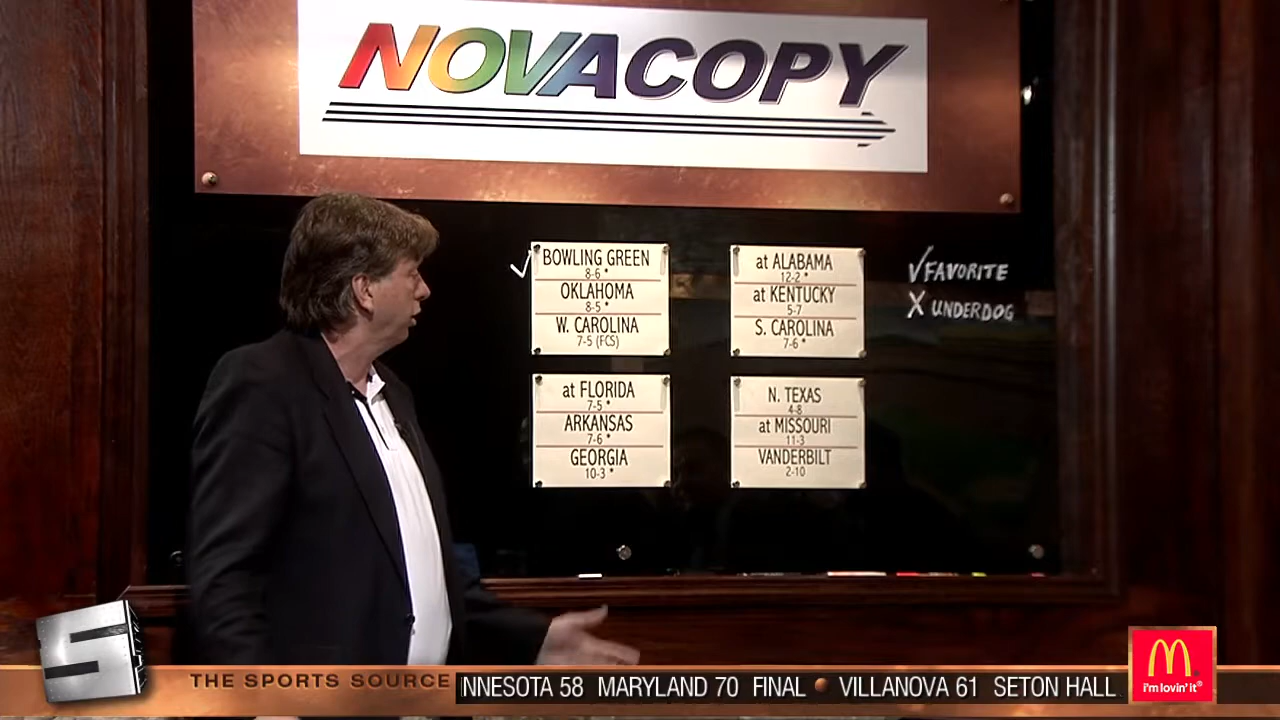 NOVACOPY
BOWLING GREEN
8-6 *
OKLAHOMA
8-5 *
W. CAROLINA
7-5 (FCS)
at ALABAMA
12-2 *
at KENTUCKY
5-7
S. CAROLINA
7-6 *
√ FAVORITE
X UNDERDOG
at FLORIDA
7-5 *
ARKANSAS
7-6 *
GEORGIA
10-3 *
N. TEXAS
4-8
at MISSOURI
11-3
VANDERBILT
2-10
THE SPORTS SOURCE
INNESOTA 58 MARYLAND 70 FINAL • VILLANOVA 61 SETON HALL
i'm lovin' it®